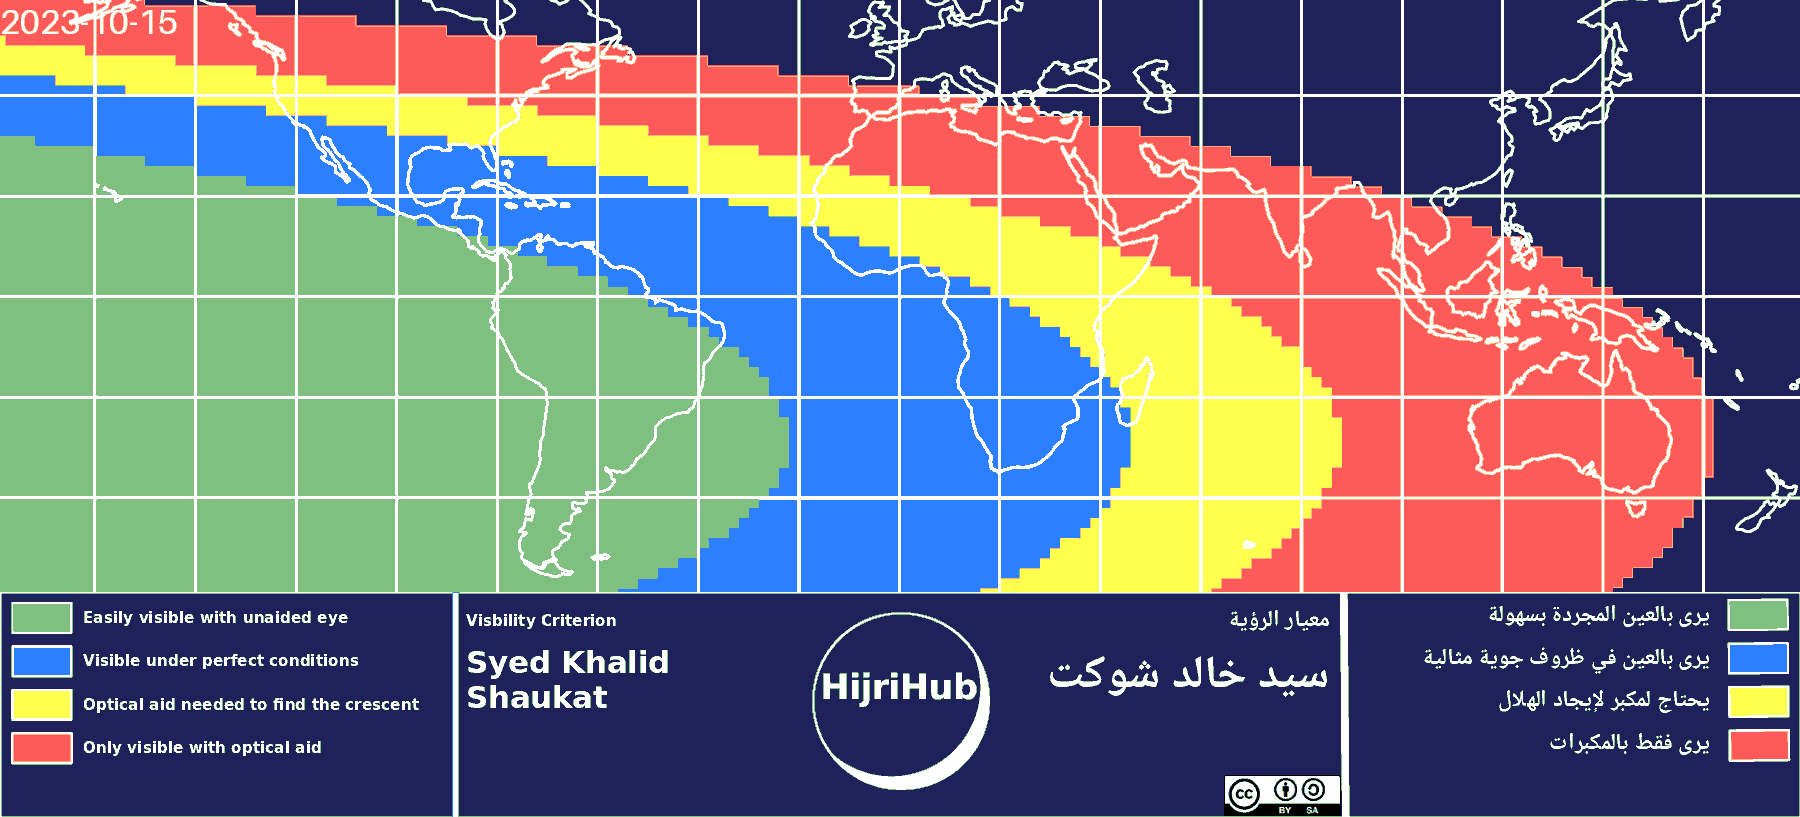 2023-10-15
Easily visible with unaided eye
Visible under perfect conditions
Optical aid needed to find the crescent
Only visible with optical aid
Visbility Criterion
Syed Khalid
Shaukat
HijriHub
معيار الرؤية
سيد خالد شوكت
cc
BY SA
يرى بالعين المجردة بسهولة
يرى بالعين في ظروف جوية مثالية
يحتاج لمكبر لإيجاد الهلال
يرى فقط بالمكبرات